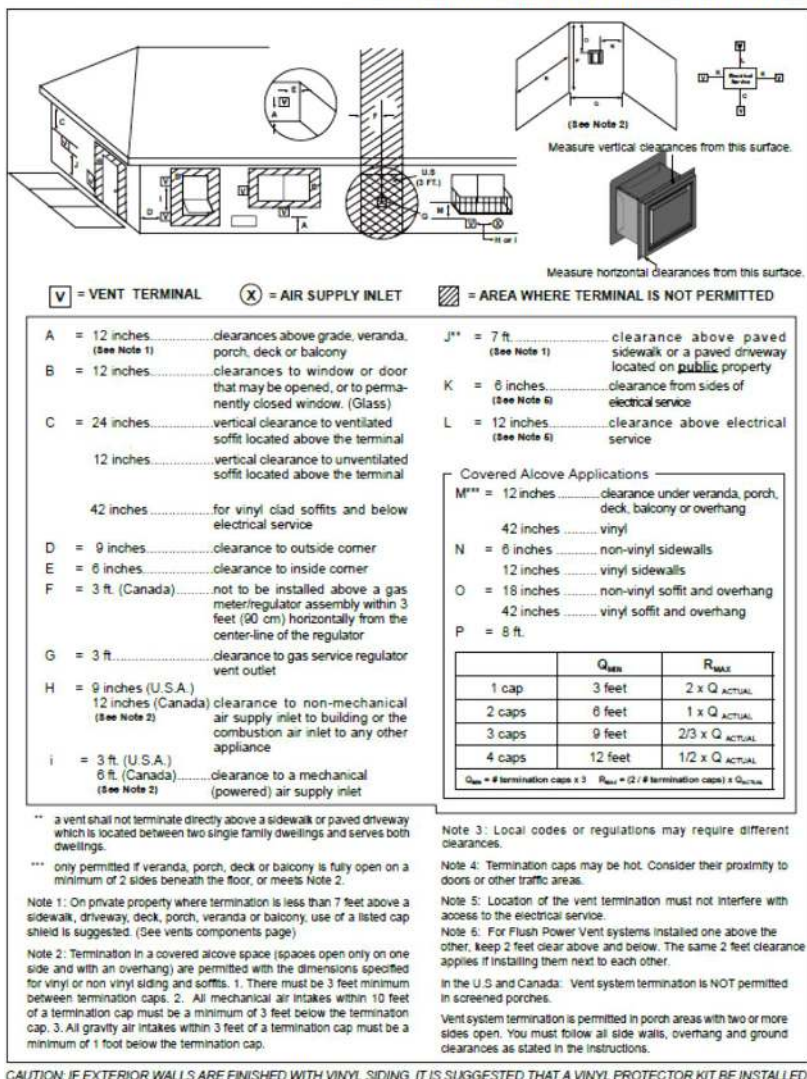 (See Note 2)
Measure vertical clearances from this surface.
Measure horizontal clearances from this surface.
V = VENT TERMINAL
X = AIR SUPPLY INLET
= AREA WHERE TERMINAL IS NOT PERMITTED
A = 12 inches..................clearances above grade, veranda,
(See Note 1) porch, deck or balcony
B = 12 inches..................clearances to window or door
that may be opened, or to perma-
nently closed window. (Glass)
C = 24 inches..................vertical clearance to ventilated
soffit located above the terminal
12 inches..................vertical clearance to unventilated
soffit located above the terminal
42 inches ..................for vinyl clad soffits and below
electrical service
D = 9 inches..................clearance to outside corner
E = 6 inches..................clearance to inside corner
F = 3 ft. (Canada)..........not to be installed above a gas
meter/regulator assembly within 3
feet (90 cm) horizontally from the
center-line of the regulator
G = 3 ft..........................clearance to gas service regulator
vent outlet
H = 9 inches (U.S.A.)
12 inches (Canada) clearance to non-mechanical
(See Note 2) air supply inlet to building or the
combustion air inlet to any other
appliance
i = 3 ft. (U.S.A.)
6 ft. (Canada)..........clearance to a mechanical
(See Note 2) (powered) air supply inlet
J** = 7 ft..........................clearance above paved
(See Note 1) sidewalk or a paved driveway
located on public property
K = 6 inches..................clearance from sides of
electrical service
L = 12 inches..................clearance above electrical
service
Covered Alcove Applications
M*** = 12 inches ............clearance under veranda, porch,
deck, balcony or overhang
42 inches ......... vinyl
N = 6 inches ......... non-vinyl sidewalls
12 inches ......... vinyl sidewalls
O = 18 inches ......... non-vinyl soffit and overhang
42 inches ......... vinyl soffit and overhang
P = 8 ft.
QMIN RMAX
1 cap 3 feet 2 x Q ACTUAL
2 caps 6 feet 1 x Q ACTUAL
3 caps 9 feet 2/3 x Q ACTUAL
4 caps 12 feet 1/2 x Q ACTUAL
QMIN = # termination caps x 3 RMAX = (2 / # termination caps) x QACTUAL
** a vent shall not terminate directly above a sidewalk or paved driveway
which is located between two single family dwellings and serves both
dwellings.
*** only permitted if veranda, porch, deck or balcony is fully open on a
minimum of 2 sides beneath the floor, or meets Note 2.
Note 1: On private property where termination is less than 7 feet above a
sidewalk, driveway, deck, porch, veranda or balcony, use of a listed cap
shield is suggested. (See vents components page)
Note 2: Termination in a covered alcove space (spaces open only on one
side and with an overhang) are permitted with the dimensions specified
for vinyl or non vinyl siding and soffits. 1. There must be 3 feet minimum
between termination caps. 2. All mechanical air intakes within 10 feet
of a termination cap must be a minimum of 3 feet below the termination
cap. 3. All gravity air intakes within 3 feet of a termination cap must be a
minimum of 1 foot below the termination cap.
Note 3: Local codes or regulations may require different
clearances.
Note 4: Termination caps may be hot. Consider their proximity to
doors or other traffic areas.
Note 5: Location of the vent termination must not interfere with
access to the electrical service.
Note 6: For Flush Power Vent systems installed one above the
other, keep 2 feet clear above and below. The same 2 feet clearance
applies if installing them next to each other.
In the U.S and Canada: Vent system termination is NOT permitted
in screened porches.
Vent system termination is permitted in porch areas with two or more
sides open. You must follow all side walls, overhang and ground
clearances as stated in the instructions.
CAUTION: IF EXTERIOR WALLS ARE FINISHED WITH VINYL SIDING, IT IS SUGGESTED THAT A VINYL PROTECTOR KIT BE INSTALLED